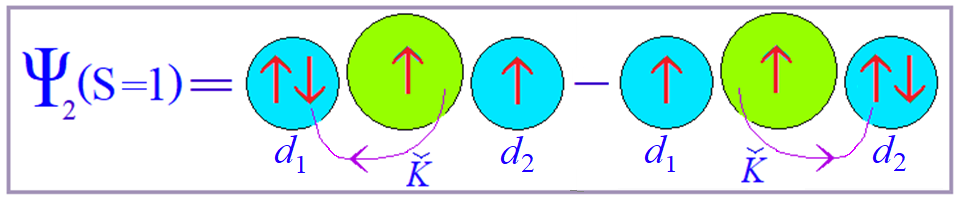 Ψ₂(S=1) = ↑↓ ↑ ↑ − ↑ ↑ ↑↓
d₁ Ǩ d₂ d₁ Ǩ d₂